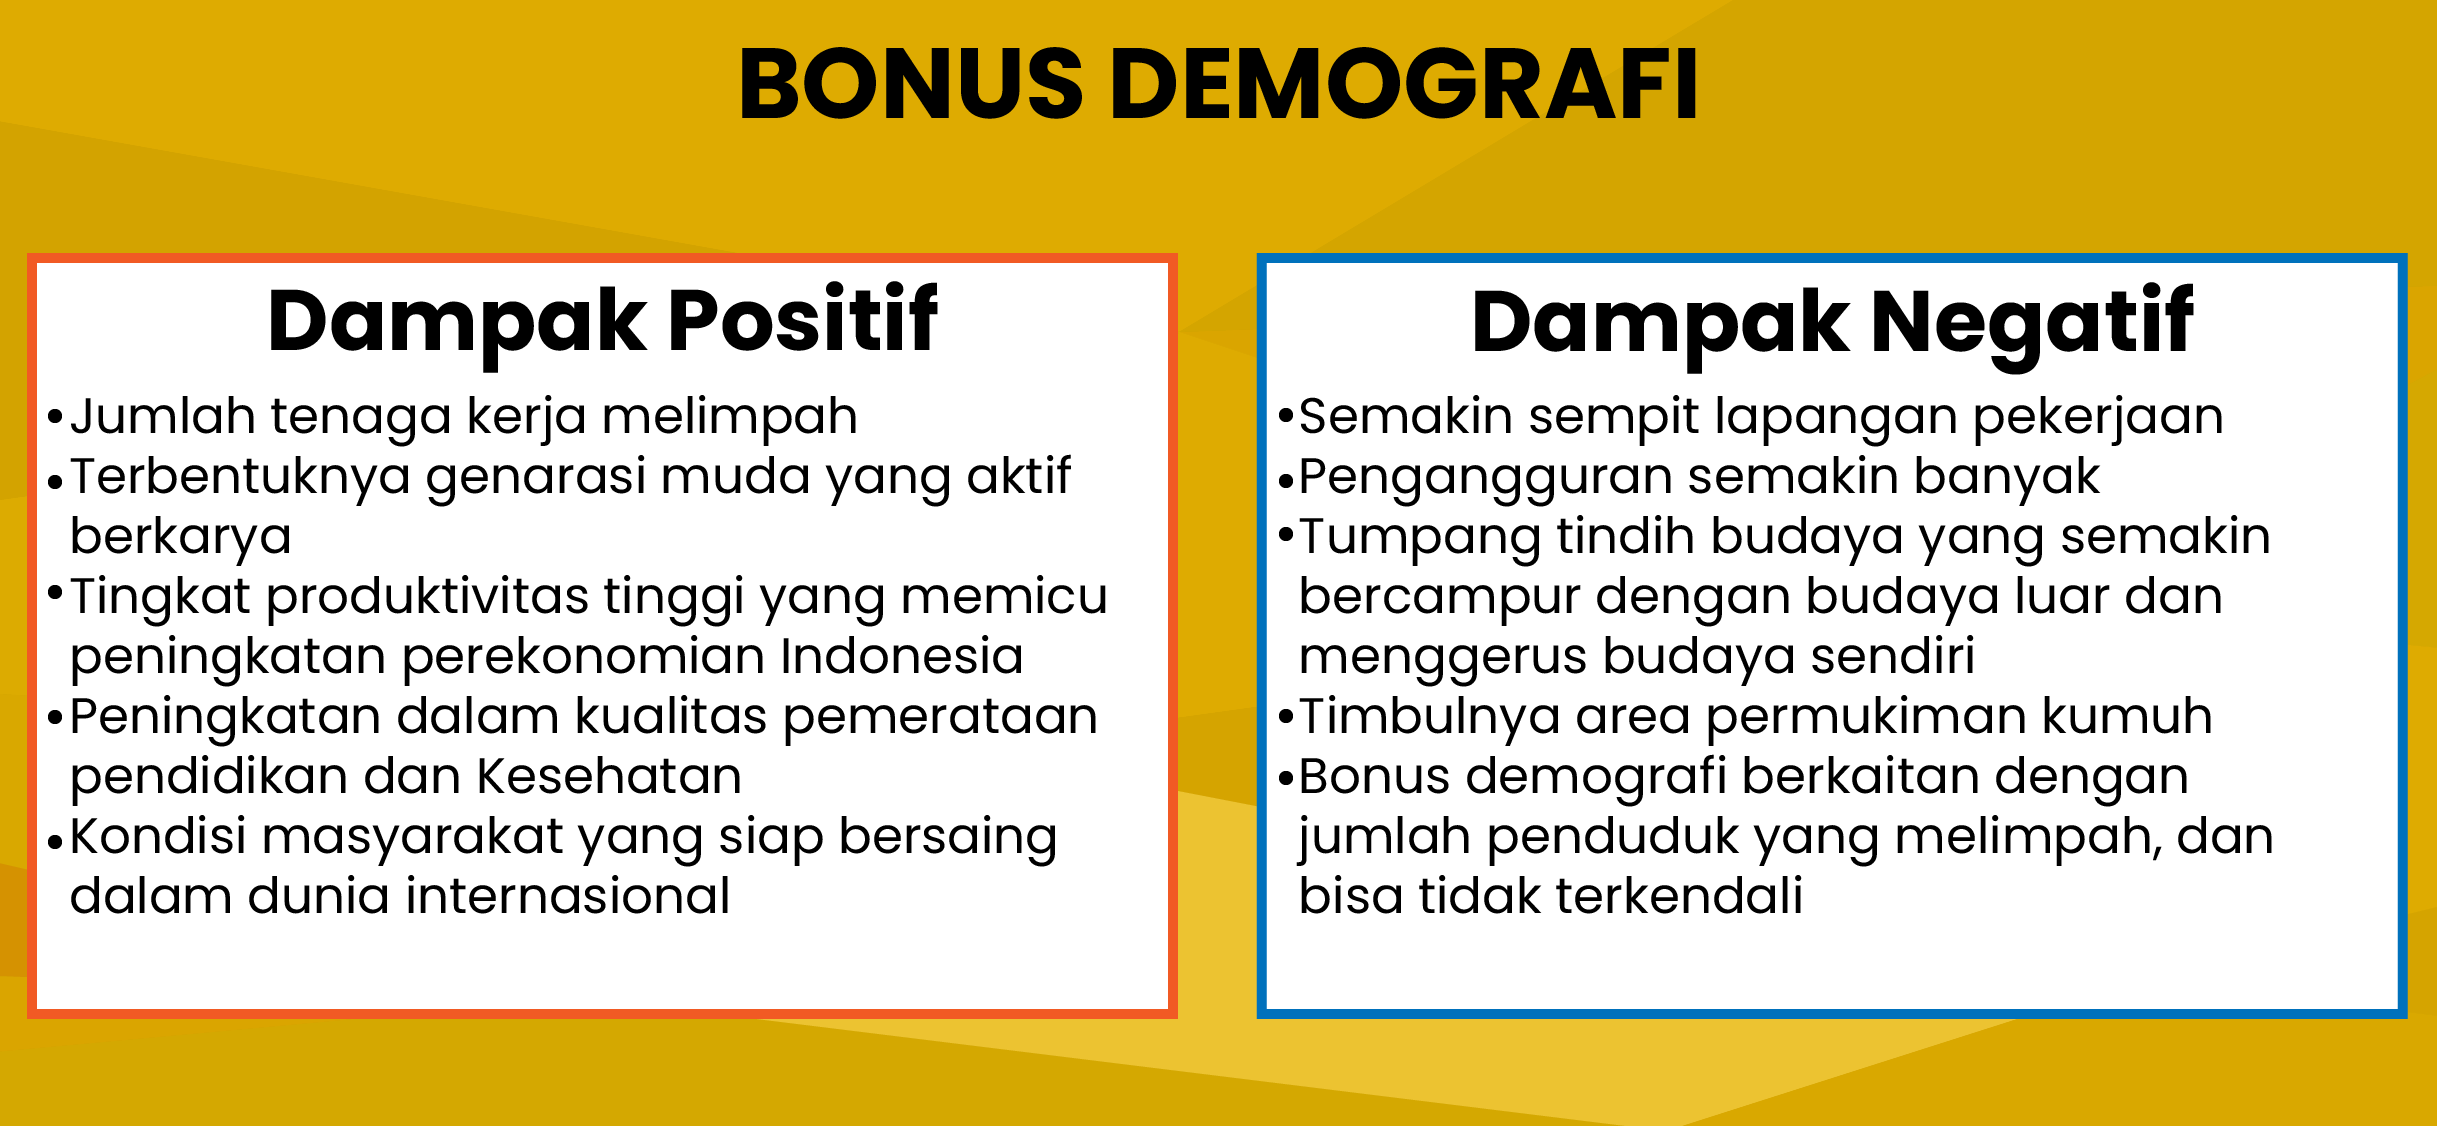 BONUS DEMOGRAFI
Dampak Positif
•Jumlah tenaga kerja melimpah
•Terbentuknya genarasi muda yang aktif
berkarya
•Tingkat produktivitas tinggi yang memicu
peningkatan perekonomian Indonesia
•Peningkatan dalam kualitas pemerataan
pendidikan dan Kesehatan
•Kondisi masyarakat yang siap bersaing
dalam dunia internasional
Dampak Negatif
•Semakin sempit lapangan pekerjaan
•Pengangguran semakin banyak
•Tumpang tindih budaya yang semakin
bercampur dengan budaya luar dan
menggerus budaya sendiri
•Timbulnya area permukiman kumuh
•Bonus demografi berkaitan dengan
jumlah penduduk yang melimpah, dan
bisa tidak terkendali